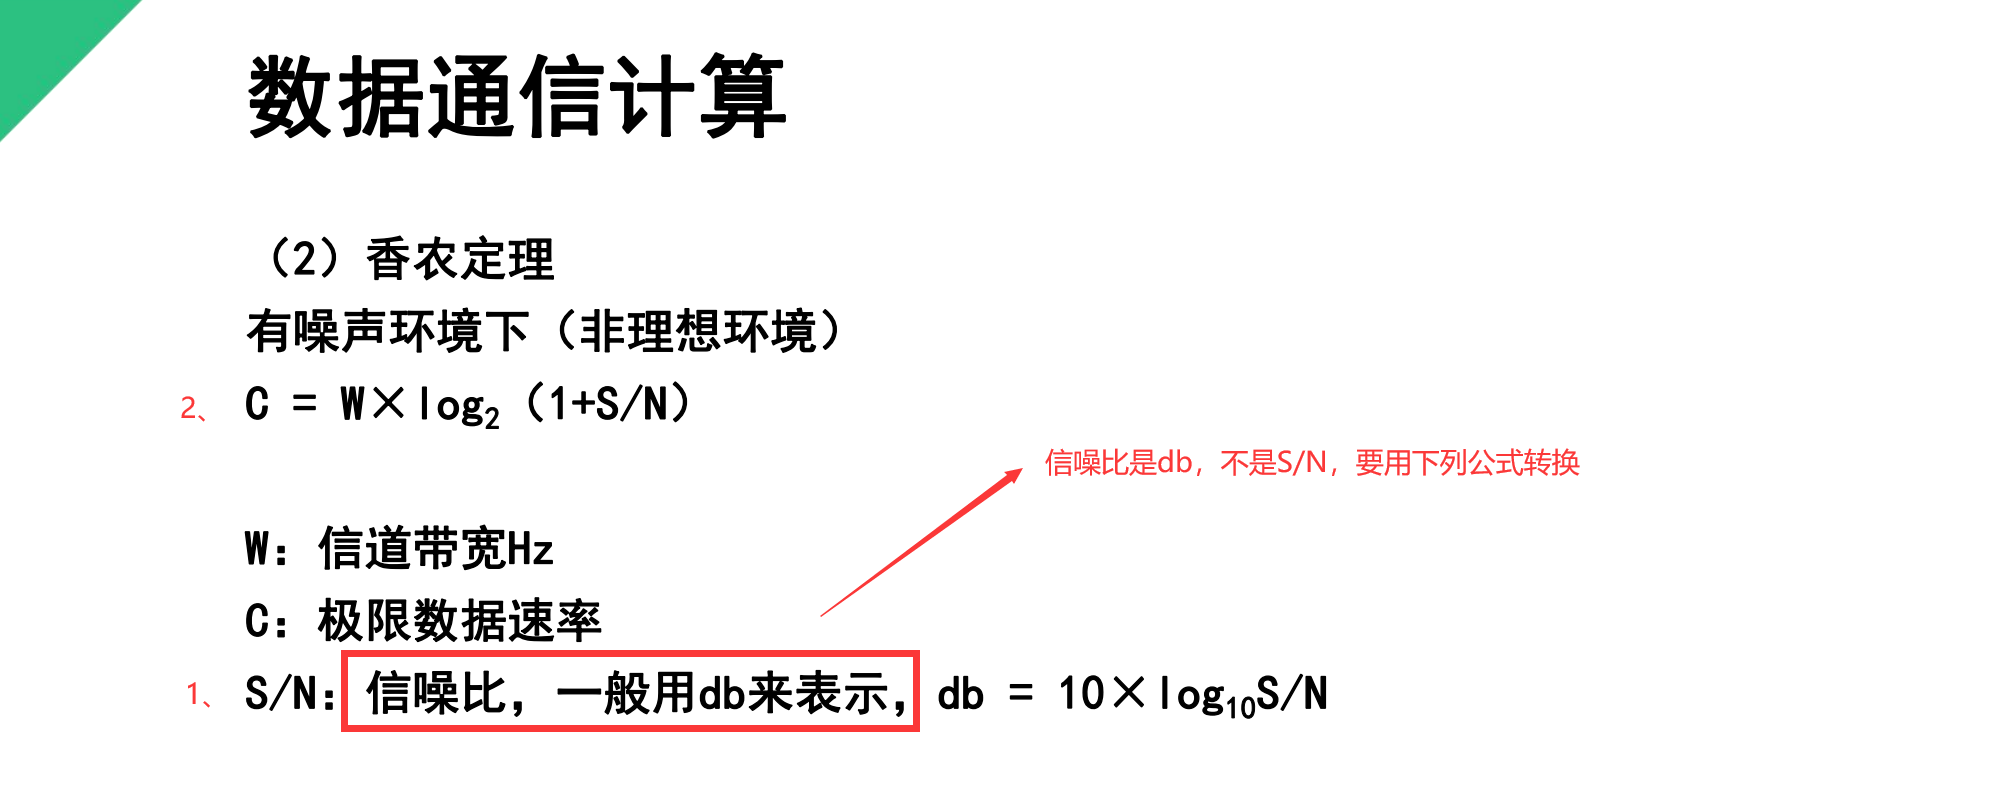 数据通信计算
（2）香农定理
有噪声环境下（非理想环境）
2、 C = W×log₂（1+S/N）
信噪比是db，不是S/N，要用下列公式转换
W：信道带宽Hz
C：极限数据速率
1、 S/N：信噪比，一般用db来表示，db = 10×log₁₀S/N